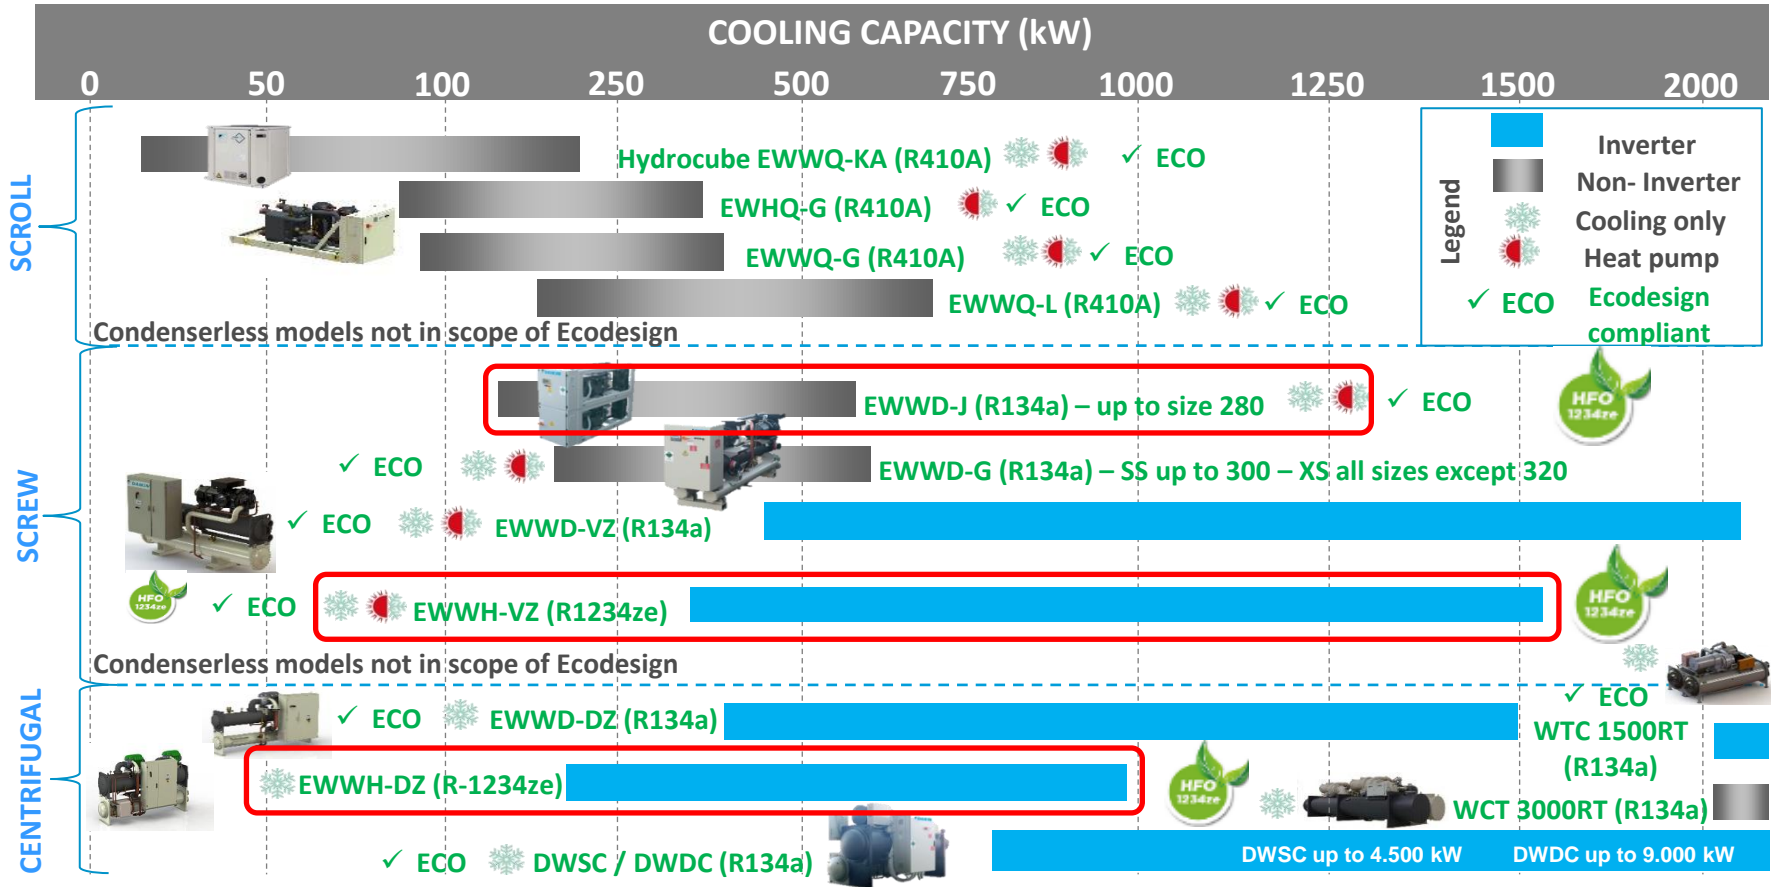 COOLING CAPACITY (kW)
0 50 100 250 500 750 1000 1250 1500 2000
SCROLL
Hydrocube EWWQ-KA (R410A) ✓ ECO
EWHQ-G (R410A) ✓ ECO
EWWQ-G (R410A) ✓ ECO
EWWQ-L (R410A) ✓ ECO
Condenserless models not in scope of Ecodesign
Legend
Inverter
Non- Inverter
Cooling only
Heat pump
✓ ECO Ecodesign
compliant
SCREW
EWWD-J (R134a) – up to size 280 ✓ ECO
HFO
1234ze
✓ ECO EWWD-G (R134a) – SS up to 300 – XS all sizes except 320
✓ ECO EWWD-VZ (R134a)
HFO
1234ze
✓ ECO EWWH-VZ (R1234ze)
HFO
1234ze
Condenserless models not in scope of Ecodesign
CENTRIFUGAL
✓ ECO EWWD-DZ (R134a)
✓ ECO
WTC 1500RT
(R134a)
EWWH-DZ (R-1234ze)
HFO
1234ze
WCT 3000RT (R134a)
✓ ECO DWSC / DWDC (R134a)
DWSC up to 4.500 kW DWDC up to 9.000 kW